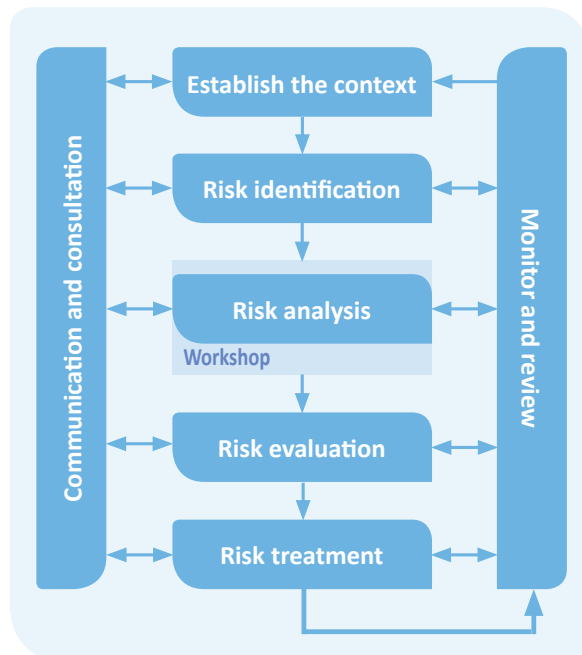 Communication and consultation
Establish the context
Risk identification
Risk analysis
Workshop
Risk evaluation
Risk treatment
Monitor and review